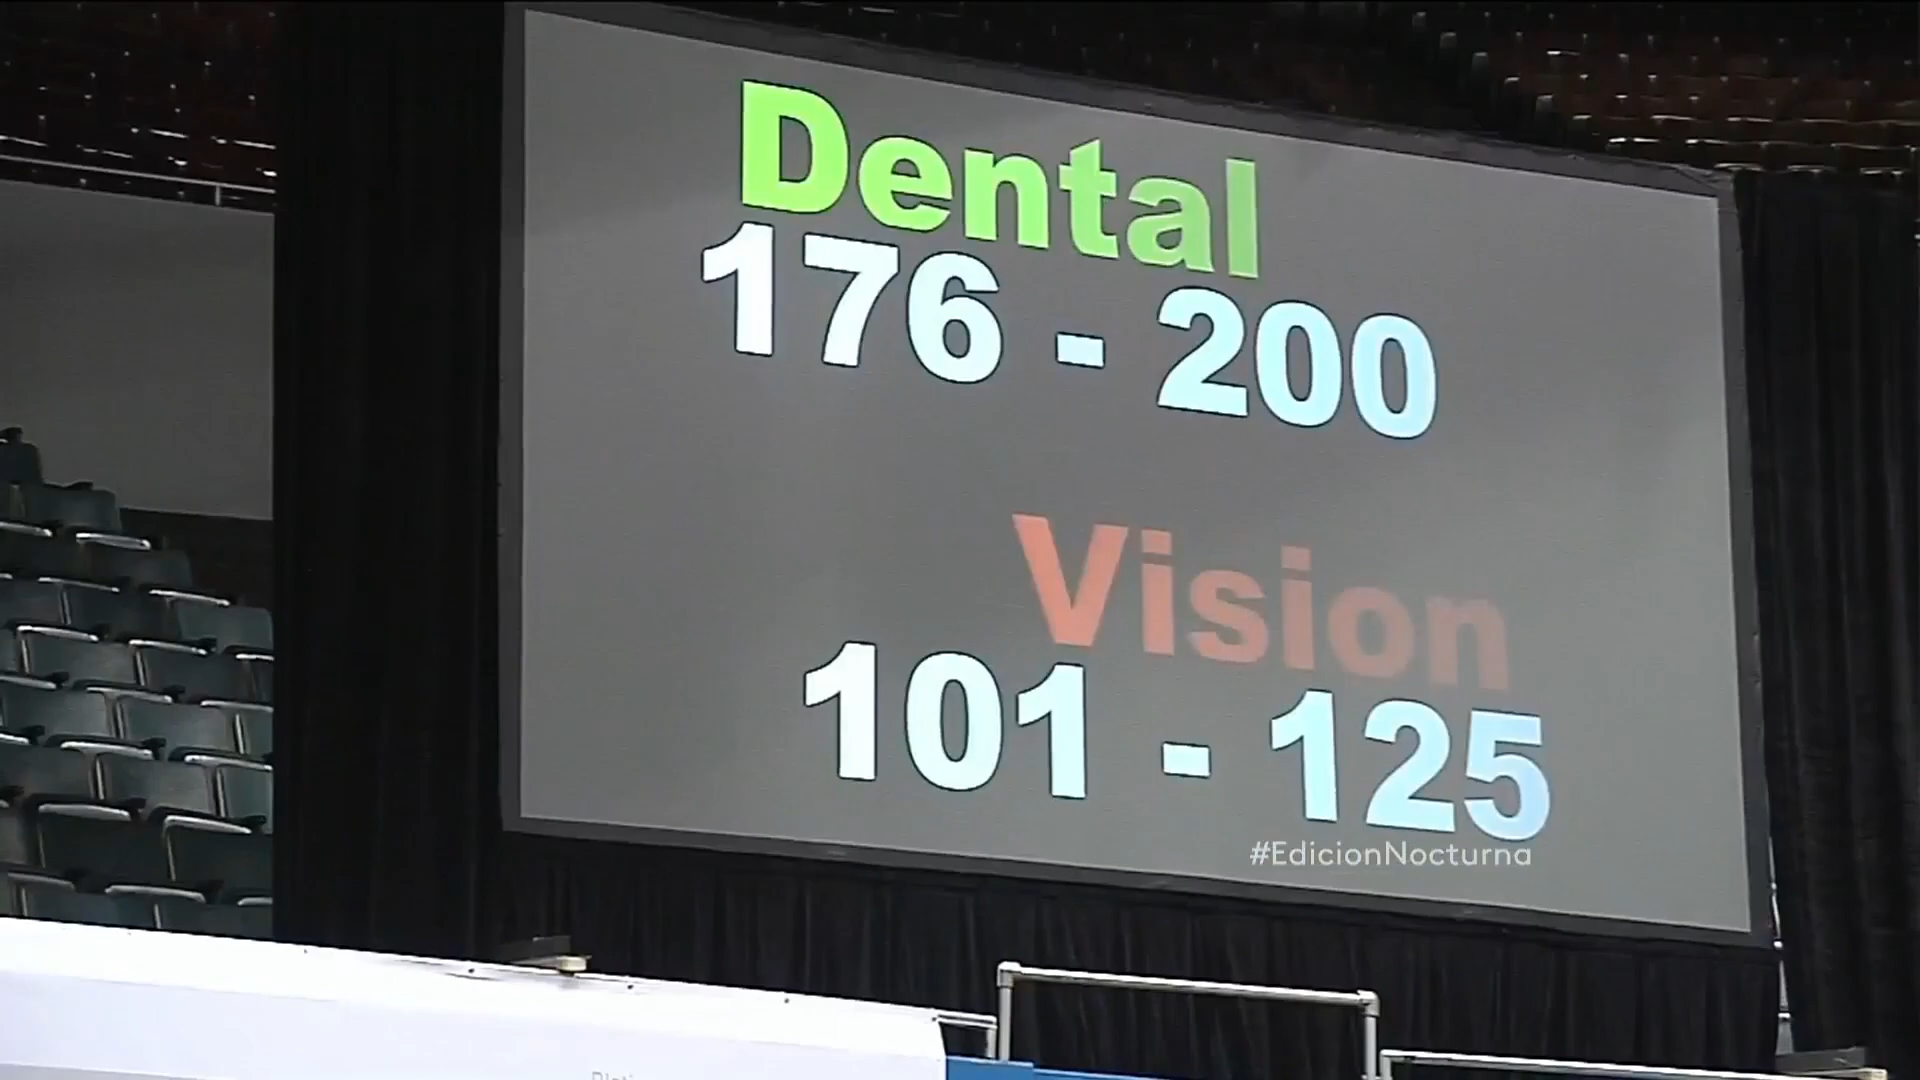 Dental
176 - 200
Vision
101 - 125
#EdicionNocturna